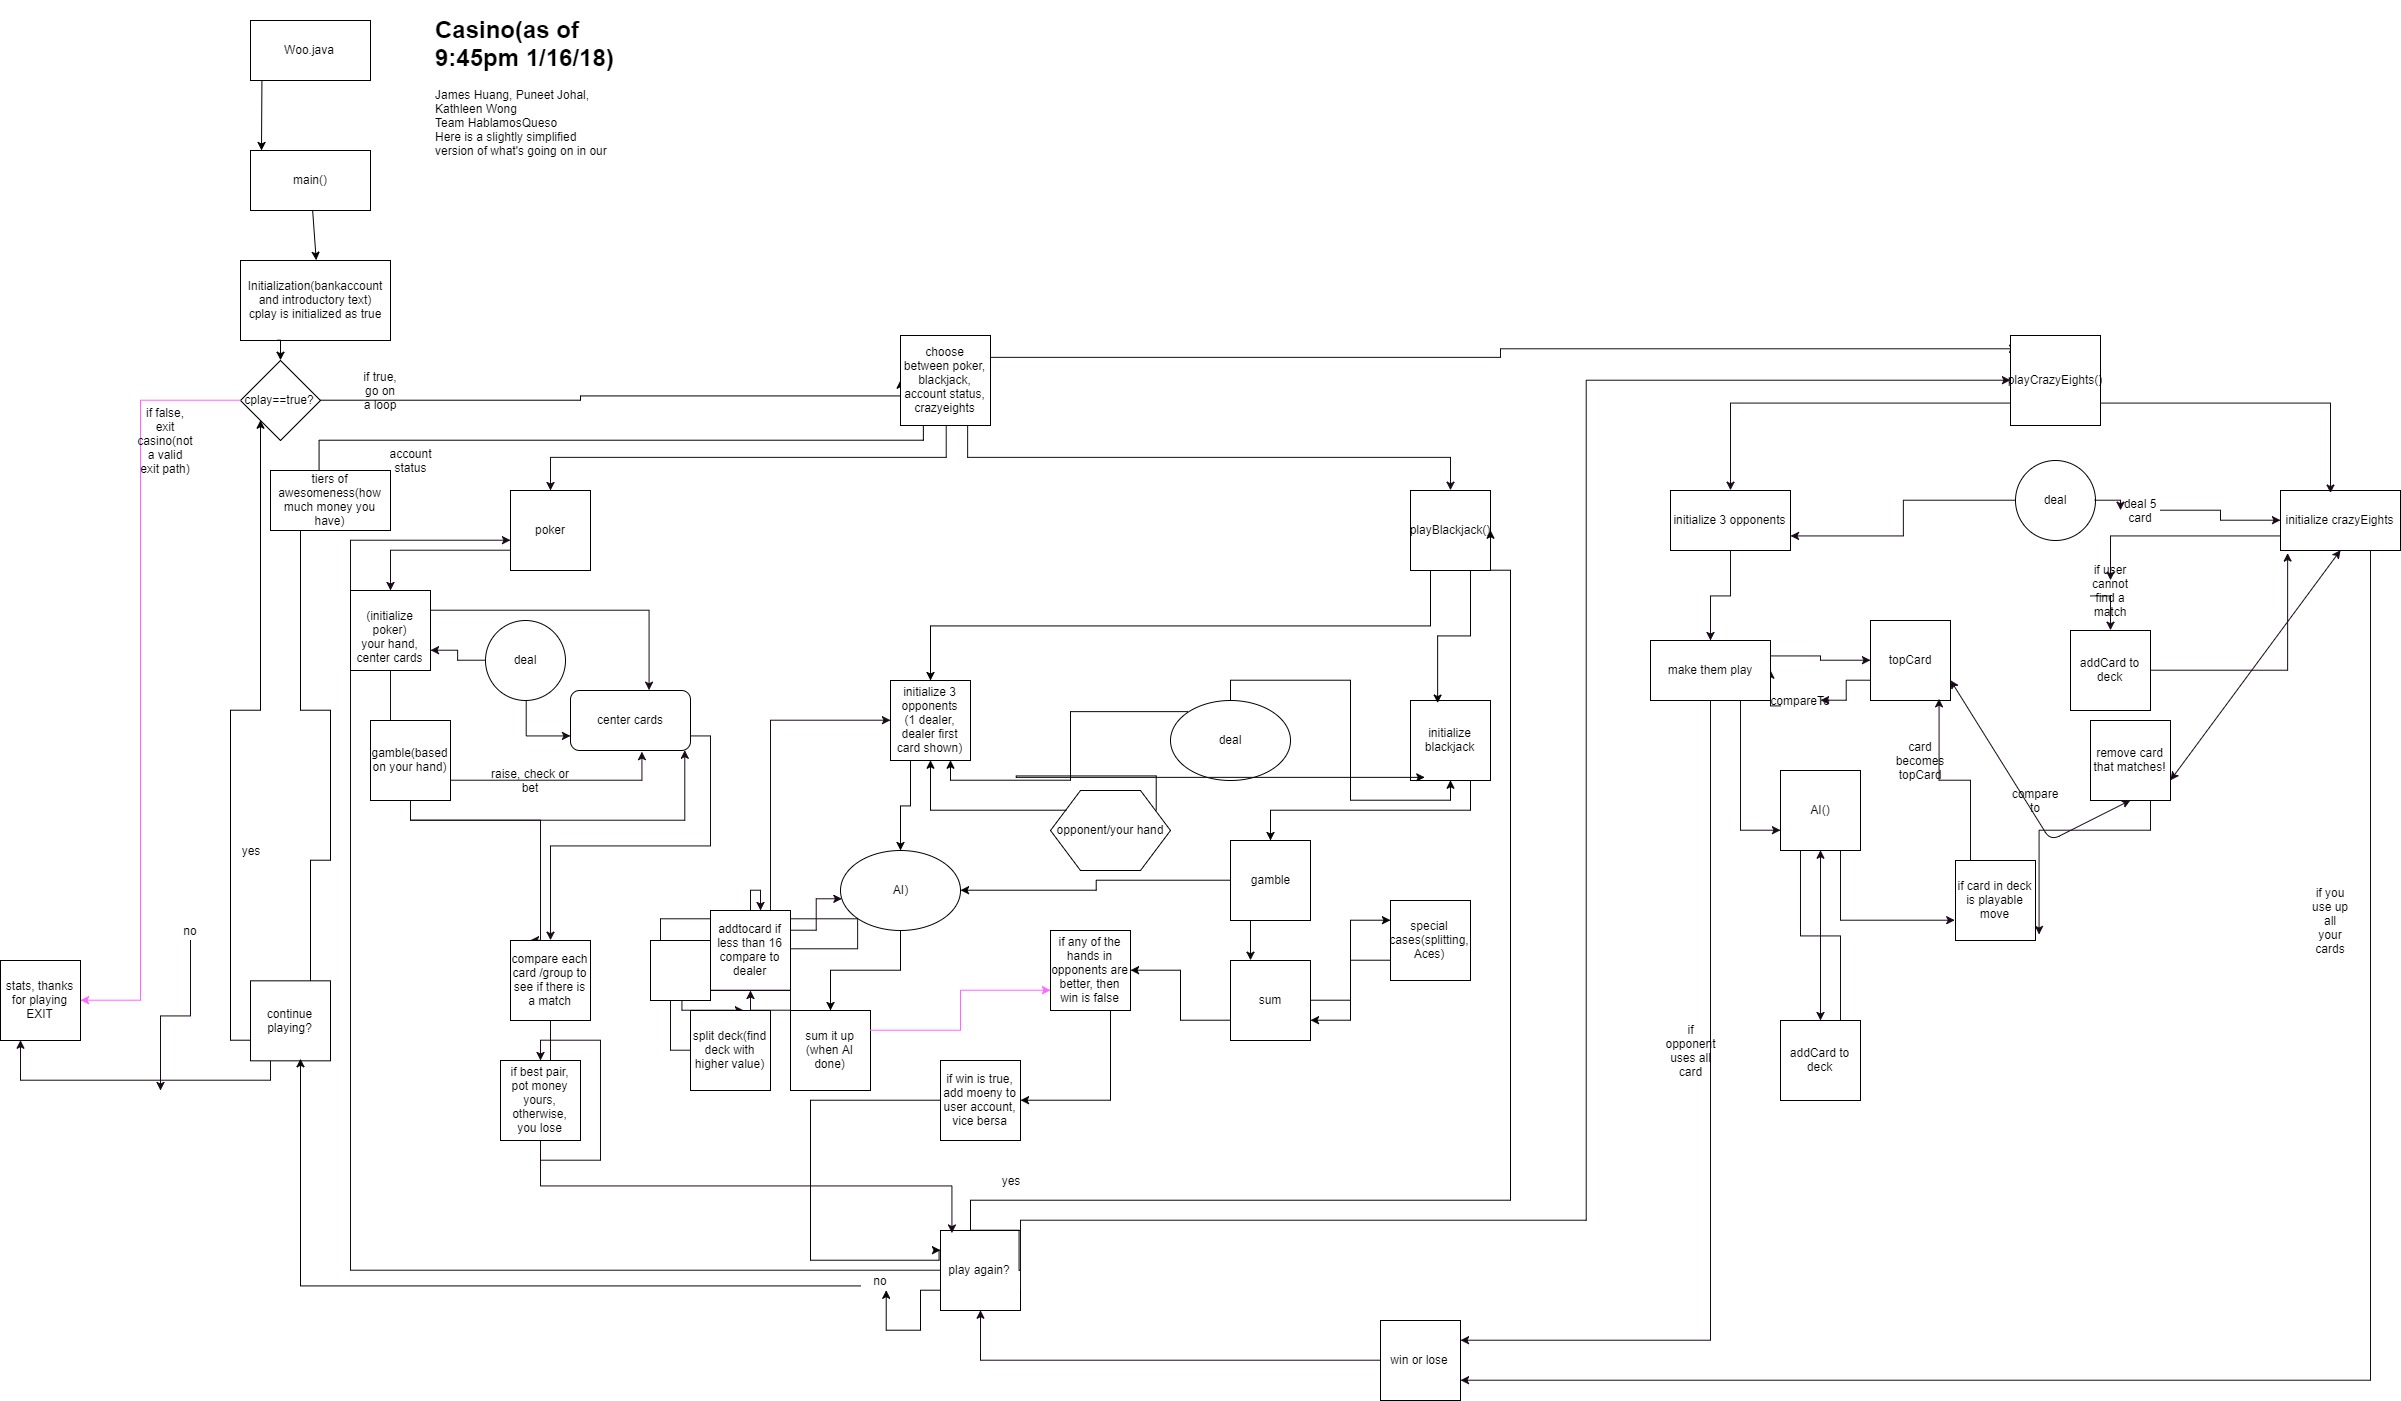 Casino(as of
9:45pm 1/16/18)
James Huang, Puneet Johal,
Kathleen Wong
Team HablamosQueso
Here is a slightly simplified
version of what's going on in our
Woo.java
main()
Initialization(bankaccount
and introductory text)
cplay is initialized as true
cplay==true?
if true,
go on
a loop
if false,
exit
casino(not
a valid
exit path)
choose
between poker,
blackjack,
account status,
crazyeights
playCrazyEights()
account
status
tiers of
awesomeness(how
much money you
have)
poker
playBlackjack()
initialize 3 opponents
deal
deal 5
card
initialize crazyEights
if user
cannot
find a
match
(initialize
poker)
your hand,
center cards
deal
center cards
gamble(based
on your hand)
raise, check or
bet
initialize 3
opponents
(1 dealer,
dealer first
card shown)
deal
initialize
blackjack
opponent/your hand
make them play
topCard
compareTo
addCard to
deck
remove card
that matches!
card
becomes
topCard
compare
to
AI()
if card in deck
is playable
move
addCard to
deck
if you
use up
all
your
cards
if
opponent
uses all
card
yes
no
stats, thanks
for playing
EXIT
continue
playing?
compare each
card /group to
see if there is
a match
if best pair,
pot money
yours,
otherwise,
you lose
AI)
addtocard if
less than 16
compare to
dealer
split deck(find
deck with
higher value)
sum it up
(when AI
done)
gamble
sum
special
cases(splitting,
Aces)
if any of the
hands in
opponents are
better, then
win is false
if win is true,
add moeny to
user account,
vice bersa
yes
play again?
no
win or lose